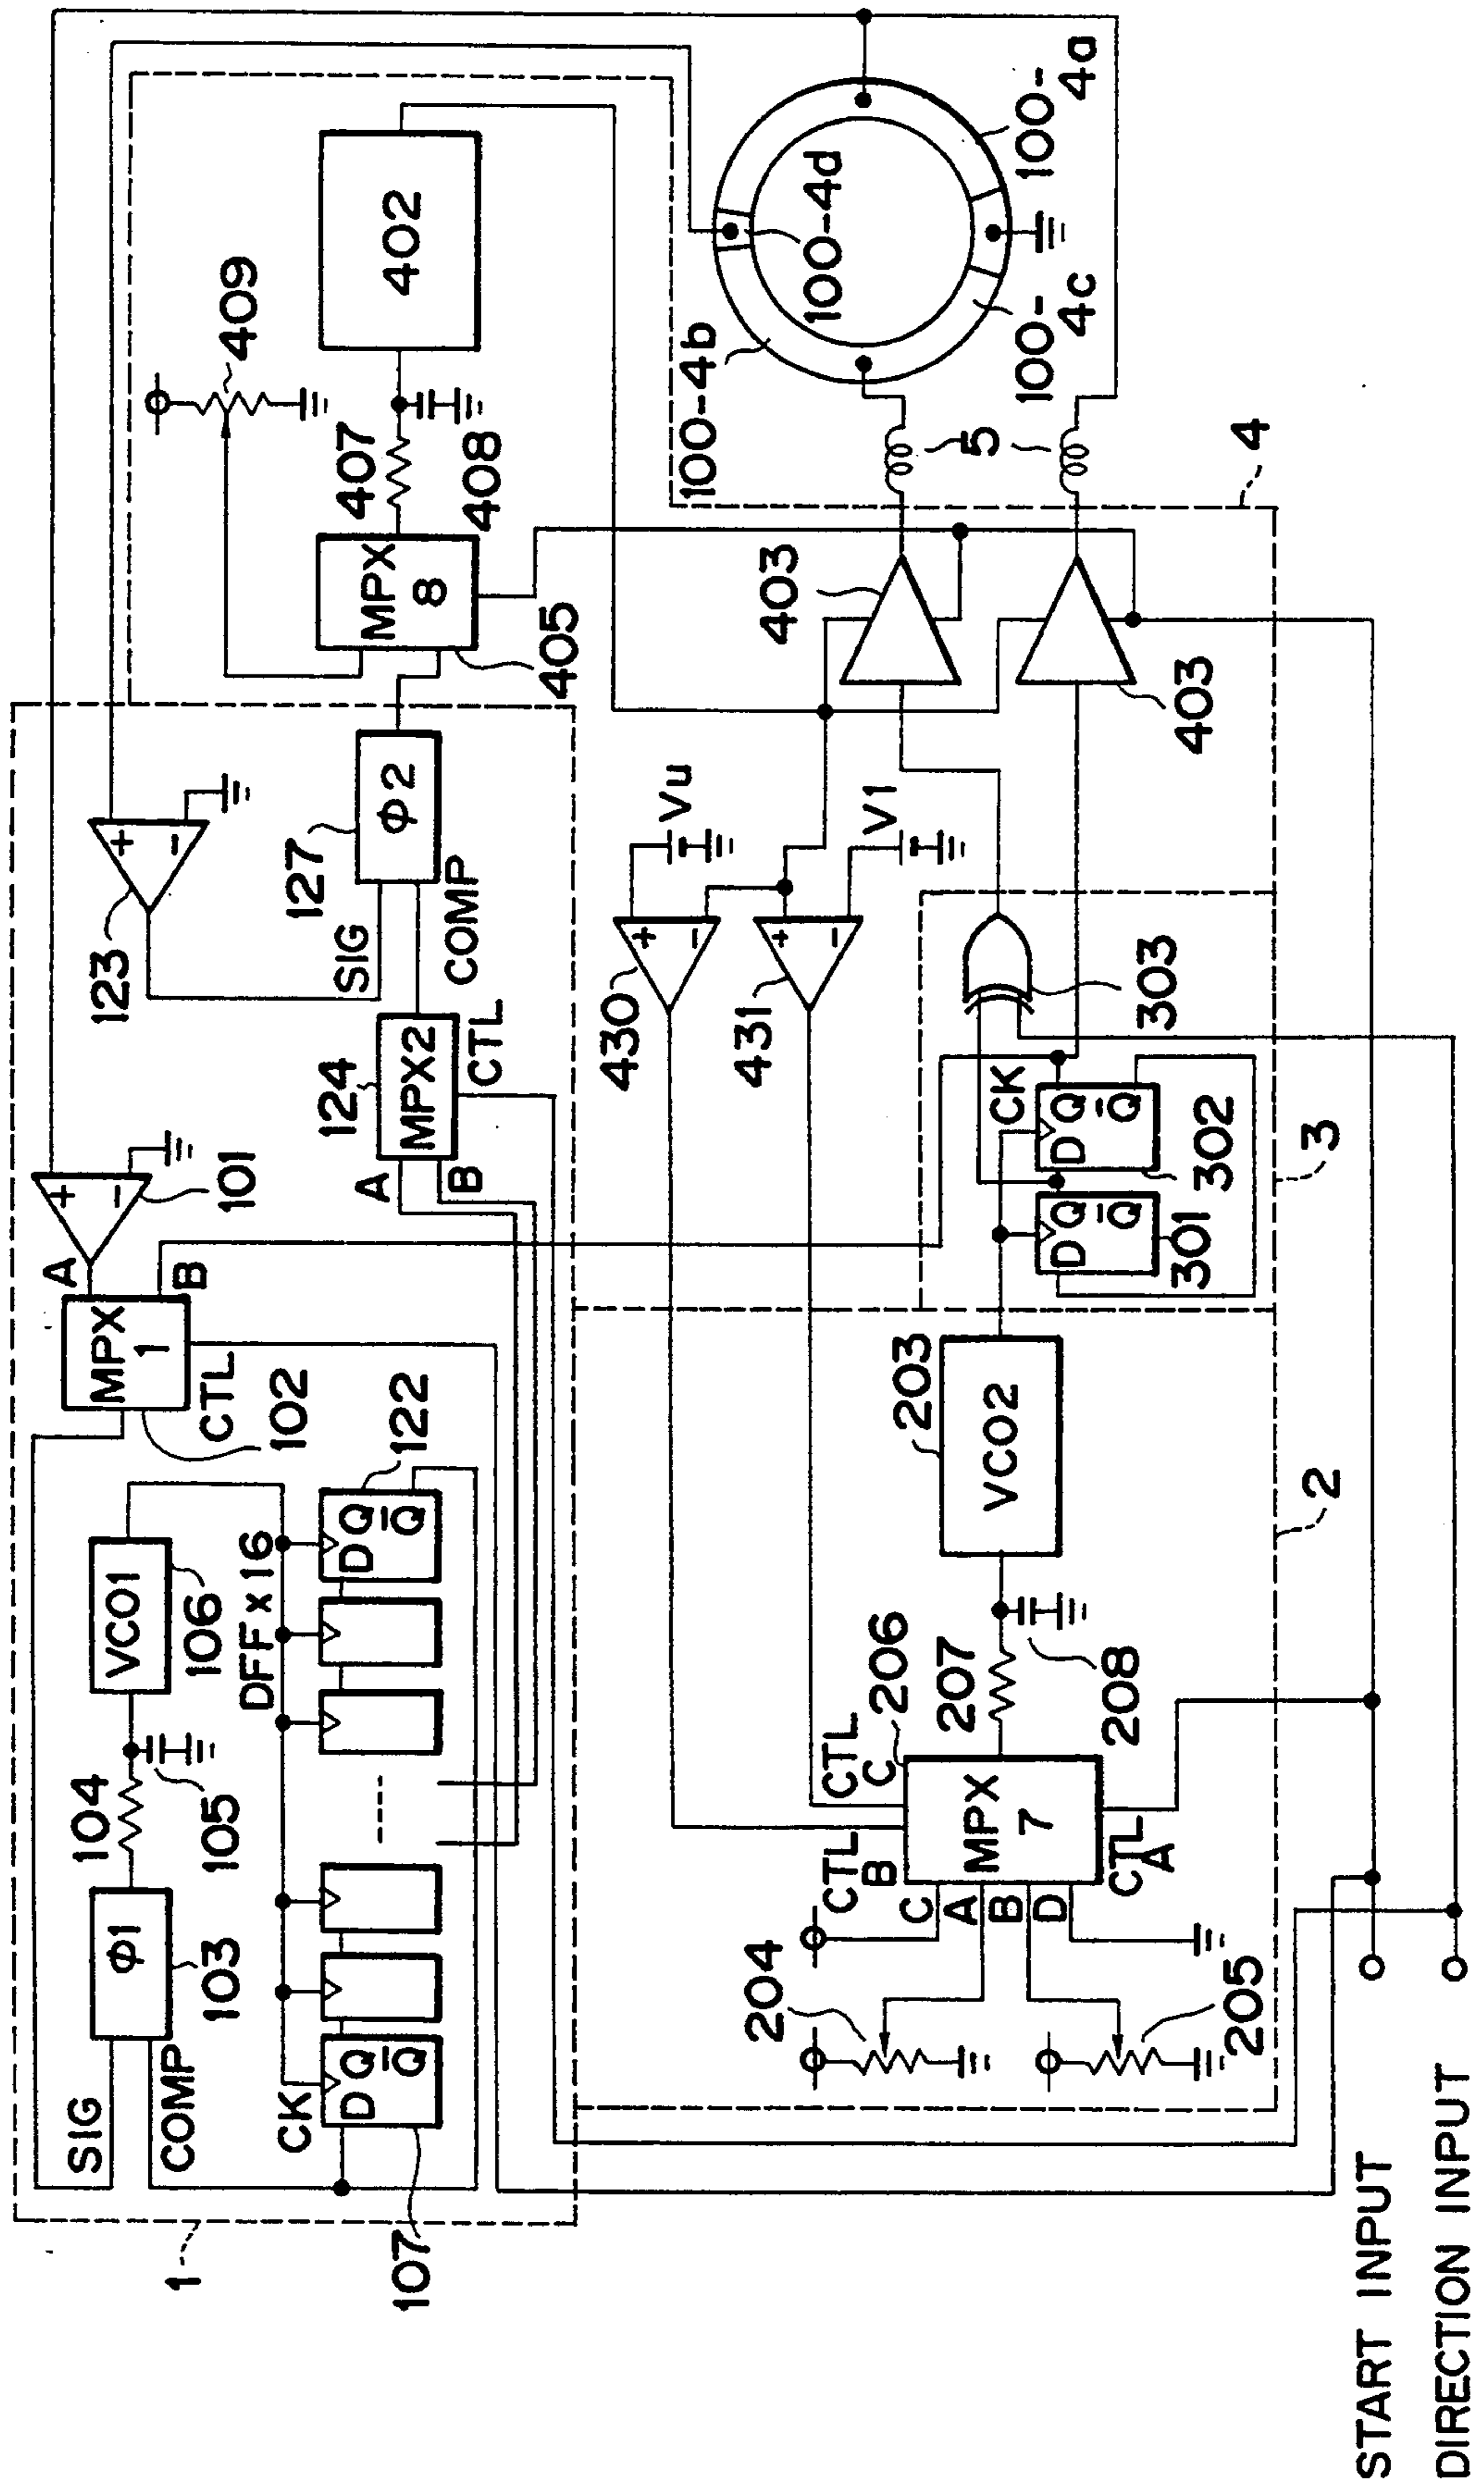 1
SIG
COMP
Φ1
103
104
105
VCO1
106
CK
DFF x 16
D Q
Q̅
107
D Q
Q̅
122
MPX
1
A
B
CTL
102
+
−
101
+
−
123
SIG
COMP
Φ2
127
124
MPX2
CTL
A
B
MPX
8
405
407
408
409
402
430
+
−
Vu
431
+
−
V1
403
403
5
4
100-4b
100-4d
100-
4a
100-
4c
204
205
C
A
B
D
CTL
B
CTL
C
CTL
A
MPX
7
206
207
208
VCO2
203
2
D Q
Q̅
301
CK
D Q
Q̅
302
303
3
START INPUT
DIRECTION INPUT